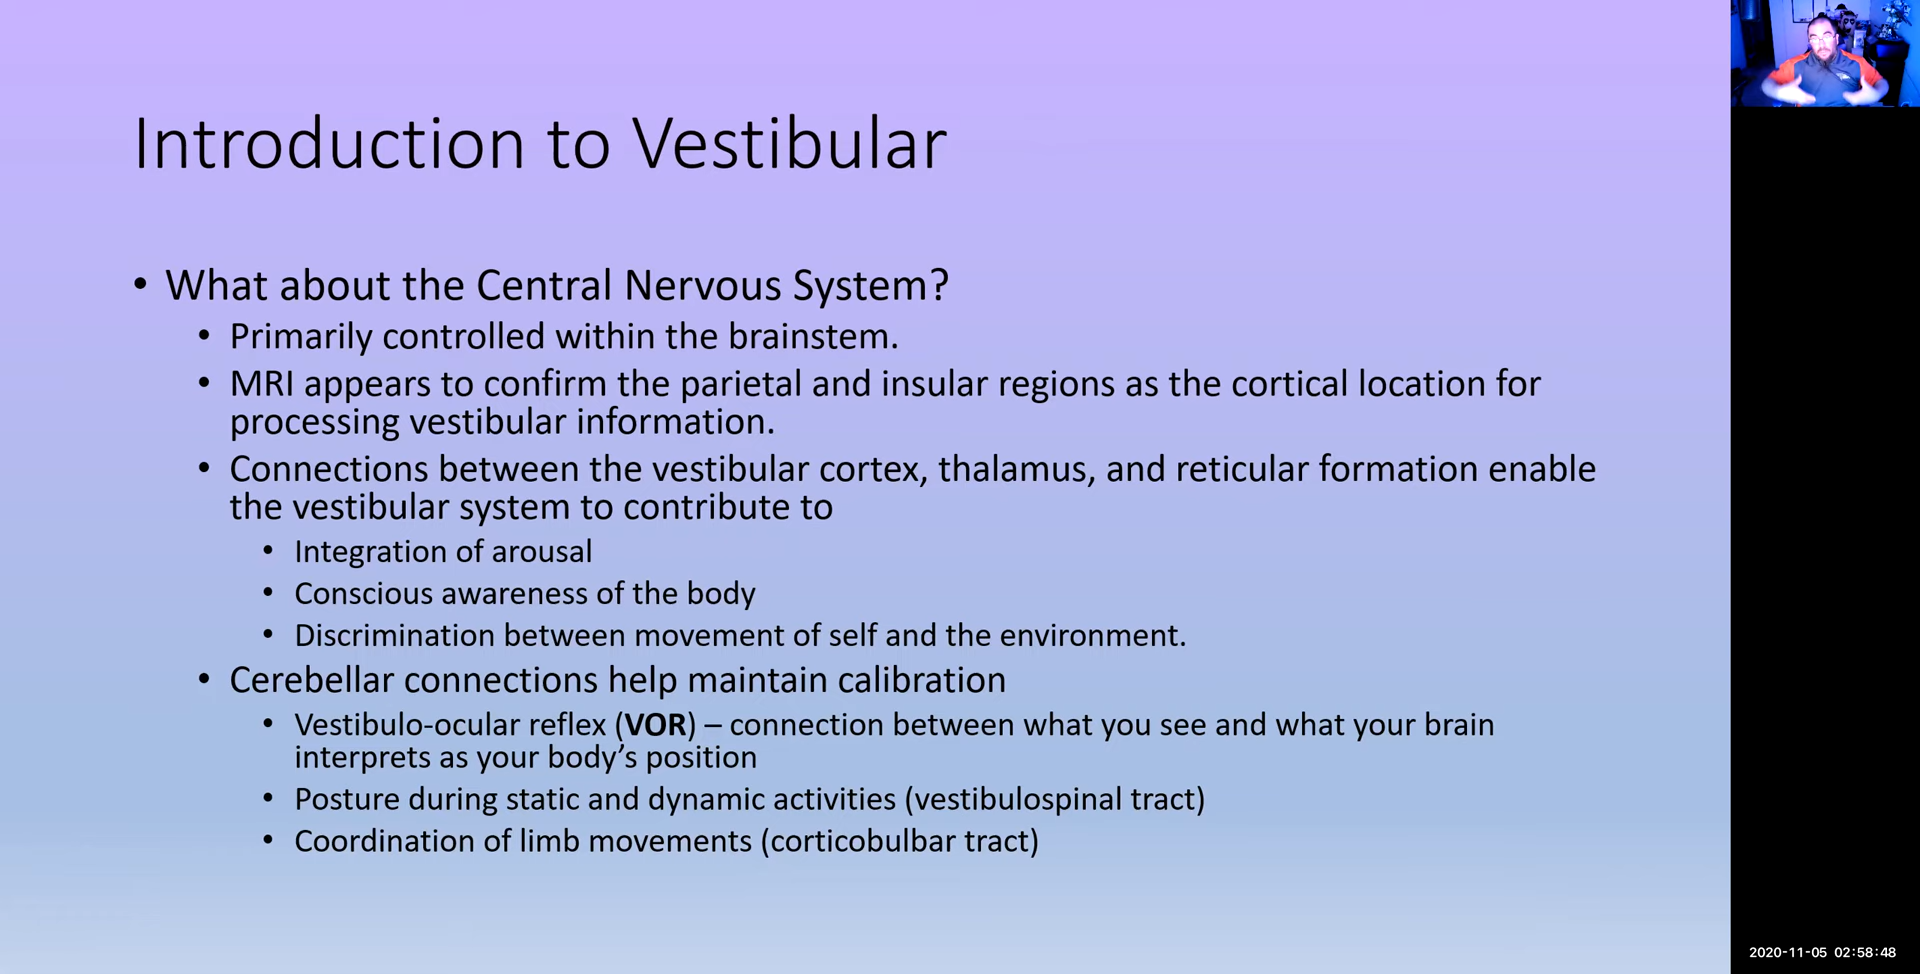 Introduction to Vestibular
• What about the Central Nervous System?
• Primarily controlled within the brainstem.
• MRI appears to confirm the parietal and insular regions as the cortical location for
processing vestibular information.
• Connections between the vestibular cortex, thalamus, and reticular formation enable
the vestibular system to contribute to
• Integration of arousal
• Conscious awareness of the body
• Discrimination between movement of self and the environment.
• Cerebellar connections help maintain calibration
• Vestibulo-ocular reflex (VOR) – connection between what you see and what your brain
interprets as your body’s position
• Posture during static and dynamic activities (vestibulospinal tract)
• Coordination of limb movements (corticobulbar tract)
2020-11-05 02:58:48